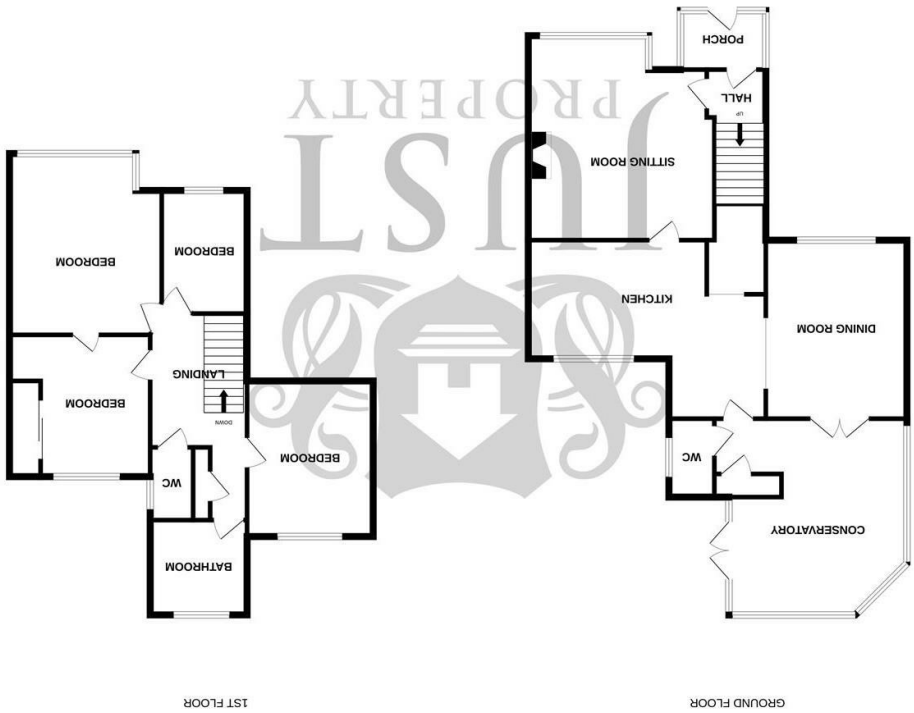 GROUND FLOOR
CONSERVATORY
WC
DINING ROOM
KITCHEN
SITTING ROOM
UP
HALL
PORCH
1ST FLOOR
BATHROOM
WC
BEDROOM
DOWN
BEDROOM
LANDING
BEDROOM
BEDROOM
JUST
PROPERTY